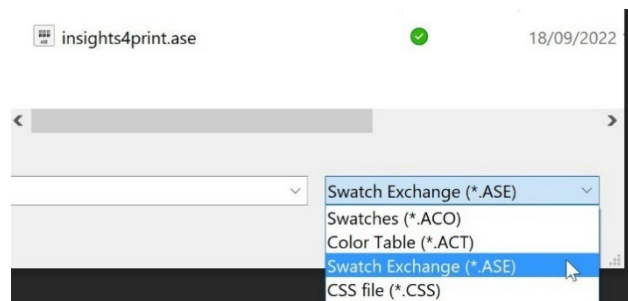 insights4print.ase 18/09/2022
Swatch Exchange (*.ASE)
Swatches (*.ACO)
Color Table (*.ACT)
Swatch Exchange (*.ASE)
CSS file (*.CSS)